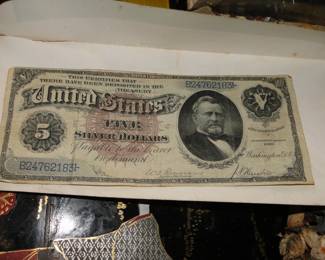 THIS CERTIFIES THAT
THERE HAVE BEEN DEPOSITED IN THE
TREASURY
B24762183
United States
FIVE
5
V
SILVER DOLLARS
Payable to the Bearer
on demand
Washington, D.C.
B24762183